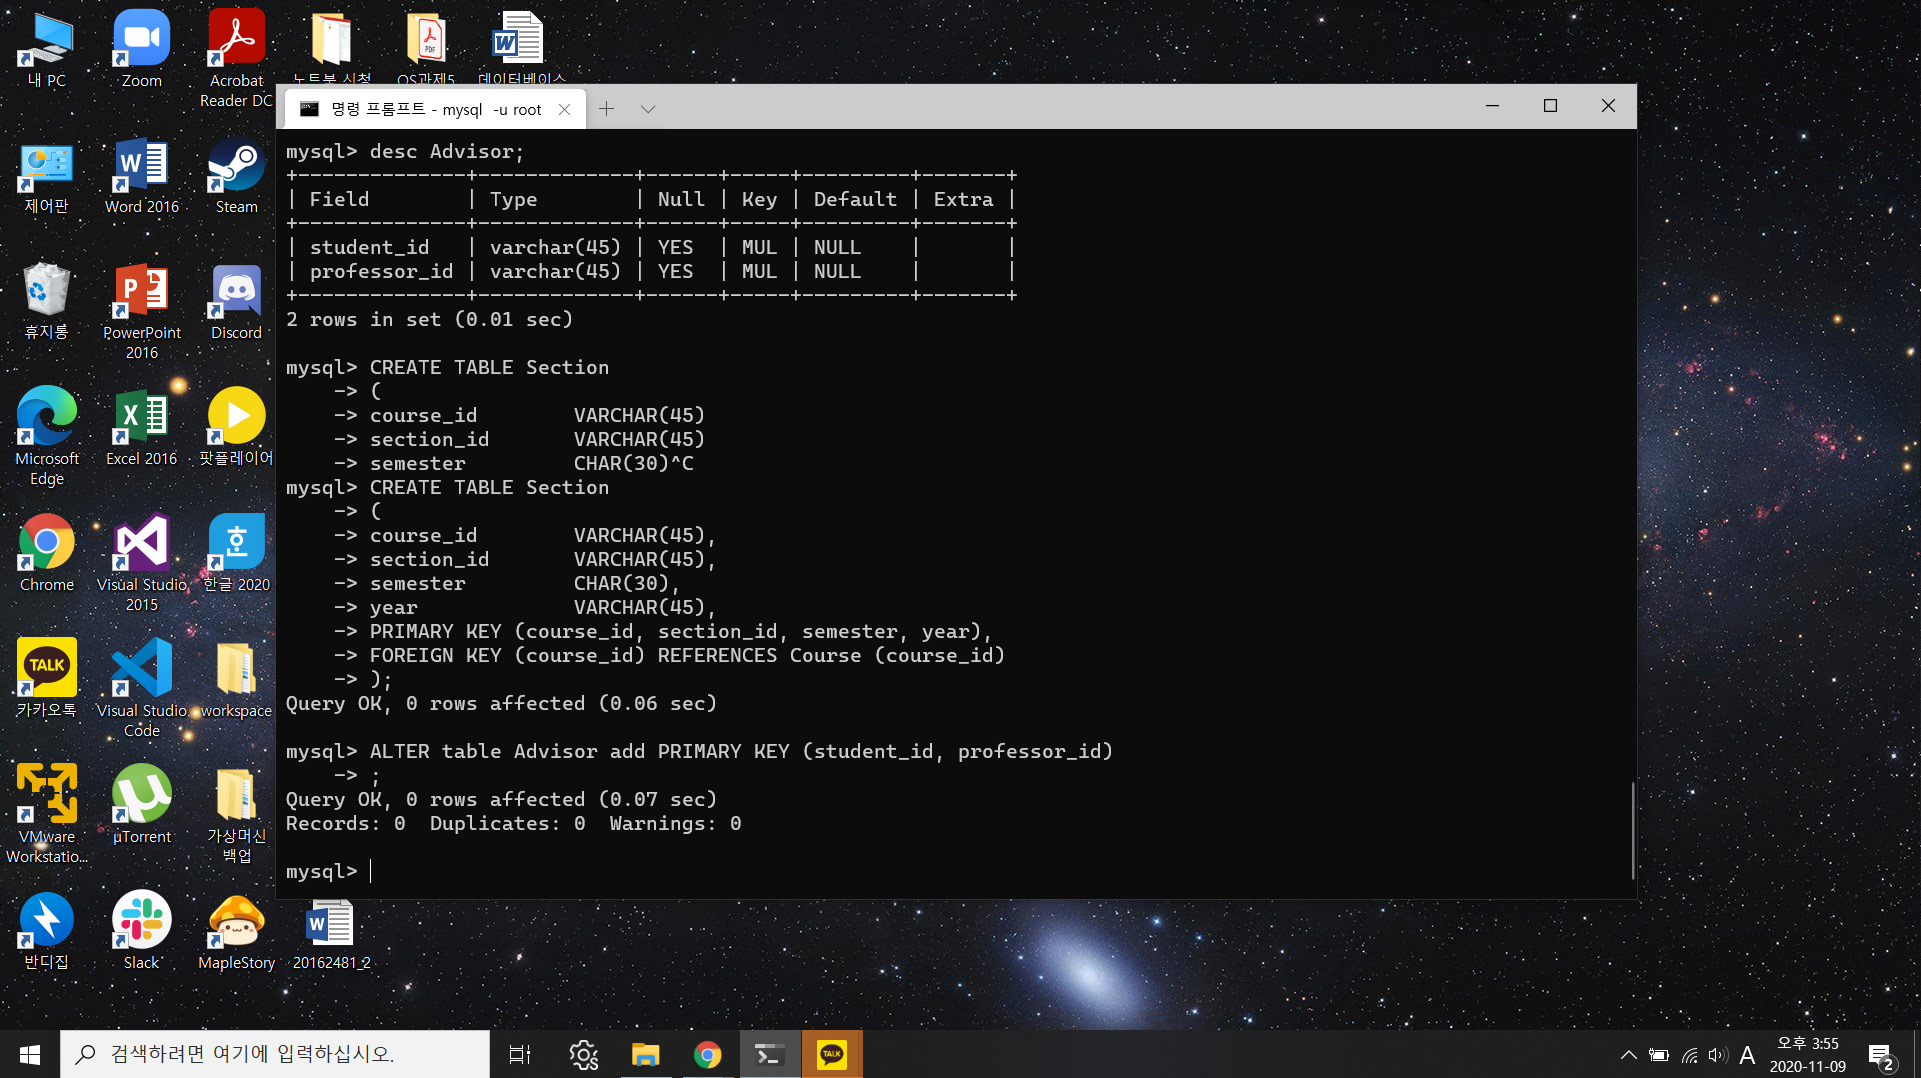 내 PC
Zoom
Acrobat Reader DC
노트북 신청
OS과제5
데이터베이스
제어판
Word 2016
Steam
휴지통
PowerPoint 2016
Discord
Microsoft Edge
Excel 2016
팟플레이어
Chrome
Visual Studio 2015
한글 2020
TALK
카카오톡
Visual Studio Code
workspace
VMware Workstatio...
µTorrent
가상머신 백업
반디집
Slack
MapleStory
20162481_2
명령 프롬프트 - mysql  -u root
mysql> desc Advisor;
+--------------+-------------+------+-----+---------+-------+
| Field        | Type        | Null | Key | Default | Extra |
+--------------+-------------+------+-----+---------+-------+
| student_id   | varchar(45) | YES  | MUL | NULL    |       |
| professor_id | varchar(45) | YES  | MUL | NULL    |       |
+--------------+-------------+------+-----+---------+-------+
2 rows in set (0.01 sec)
mysql> CREATE TABLE Section
    -> (
    -> course_id        VARCHAR(45)
    -> section_id       VARCHAR(45)
    -> semester         CHAR(30)^C
mysql> CREATE TABLE Section
    -> (
    -> course_id        VARCHAR(45),
    -> section_id       VARCHAR(45),
    -> semester         CHAR(30),
    -> year             VARCHAR(45),
    -> PRIMARY KEY (course_id, section_id, semester, year),
    -> FOREIGN KEY (course_id) REFERENCES Course (course_id)
    -> );
Query OK, 0 rows affected (0.06 sec)
mysql> ALTER table Advisor add PRIMARY KEY (student_id, professor_id)
    -> ;
Query OK, 0 rows affected (0.07 sec)
Records: 0  Duplicates: 0  Warnings: 0
mysql>
검색하려면 여기에 입력하십시오.
TALK
A
오후 3:55
2020-11-09
2